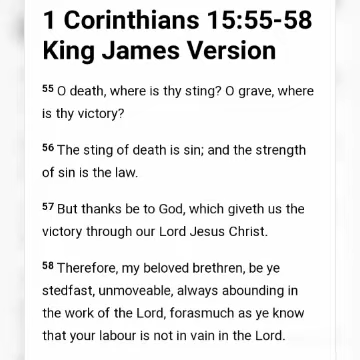 1 Corinthians 15:55-58
King James Version
55 O death, where is thy sting? O grave, where
is thy victory?
56 The sting of death is sin; and the strength
of sin is the law.
57 But thanks be to God, which giveth us the
victory through our Lord Jesus Christ.
58 Therefore, my beloved brethren, be ye
stedfast, unmoveable, always abounding in
the work of the Lord, forasmuch as ye know
that your labour is not in vain in the Lord.